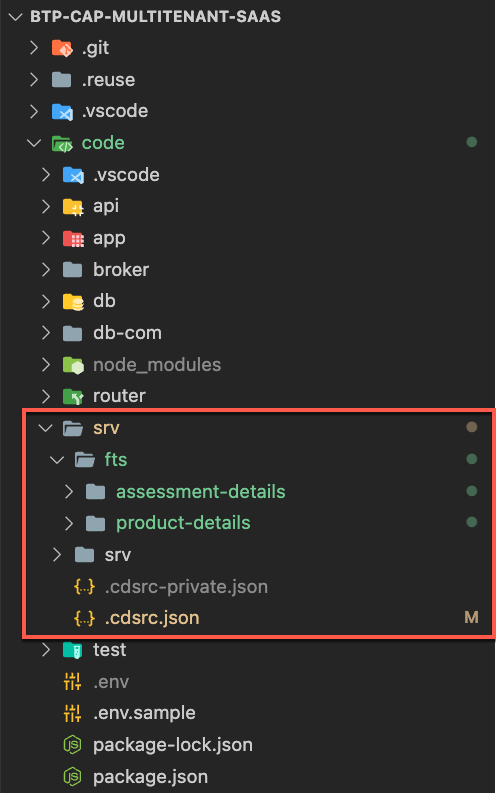 BTP-CAP-MULTITENANT-SAAS
.git
.reuse
.vscode
code
.vscode
api
app
broker
db
db-com
node_modules
router
srv
fts
assessment-details
product-details
srv
{..} .cdsrc-private.json
{..} .cdsrc.json M
test
.env
.env.sample
package-lock.json
package.json